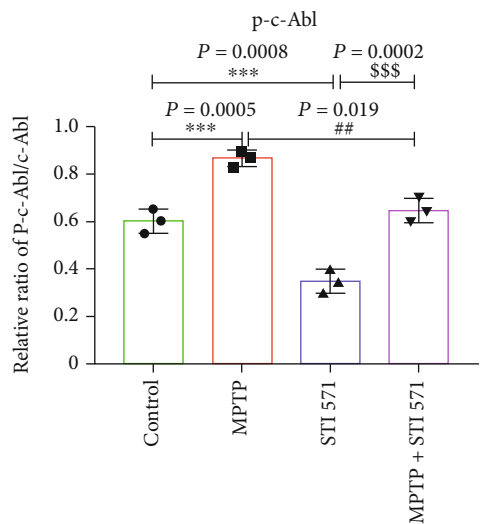 p-c-Abl
P = 0.0002
P = 0.0008
$$$
***
P = 0.0005
P = 0.019
***
##
Relative ratio of P-c-Abl/c-Abl
1.0
0.8
0.6
0.4
0.2
0
Control
MPTP
STI 571
MPTP + STI 571